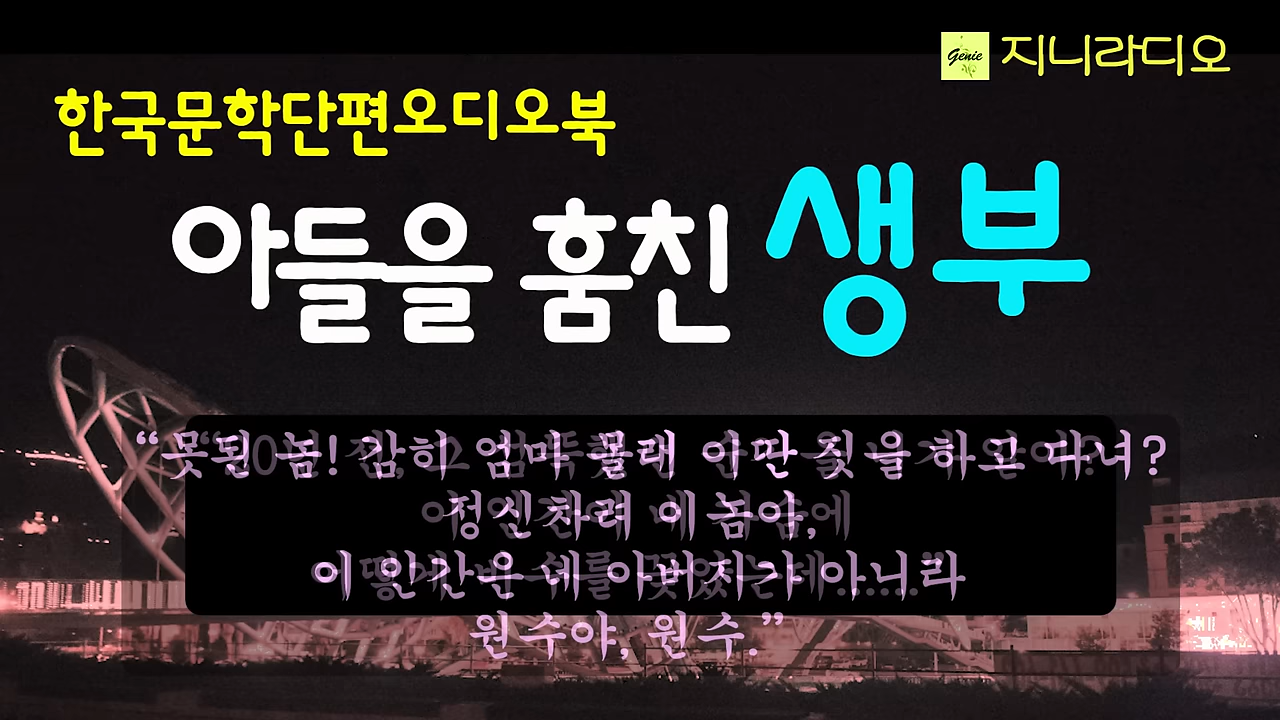 Genie 지니라디오
한국문학단편오디오북
아들을 훔친 생부
“못된 놈! 감히 엄마 몰래 어딴 짓을 하고 다녀?
정신차려 이놈아,
이 인간은 네 아버지가 아니라
원수야, 원수.”